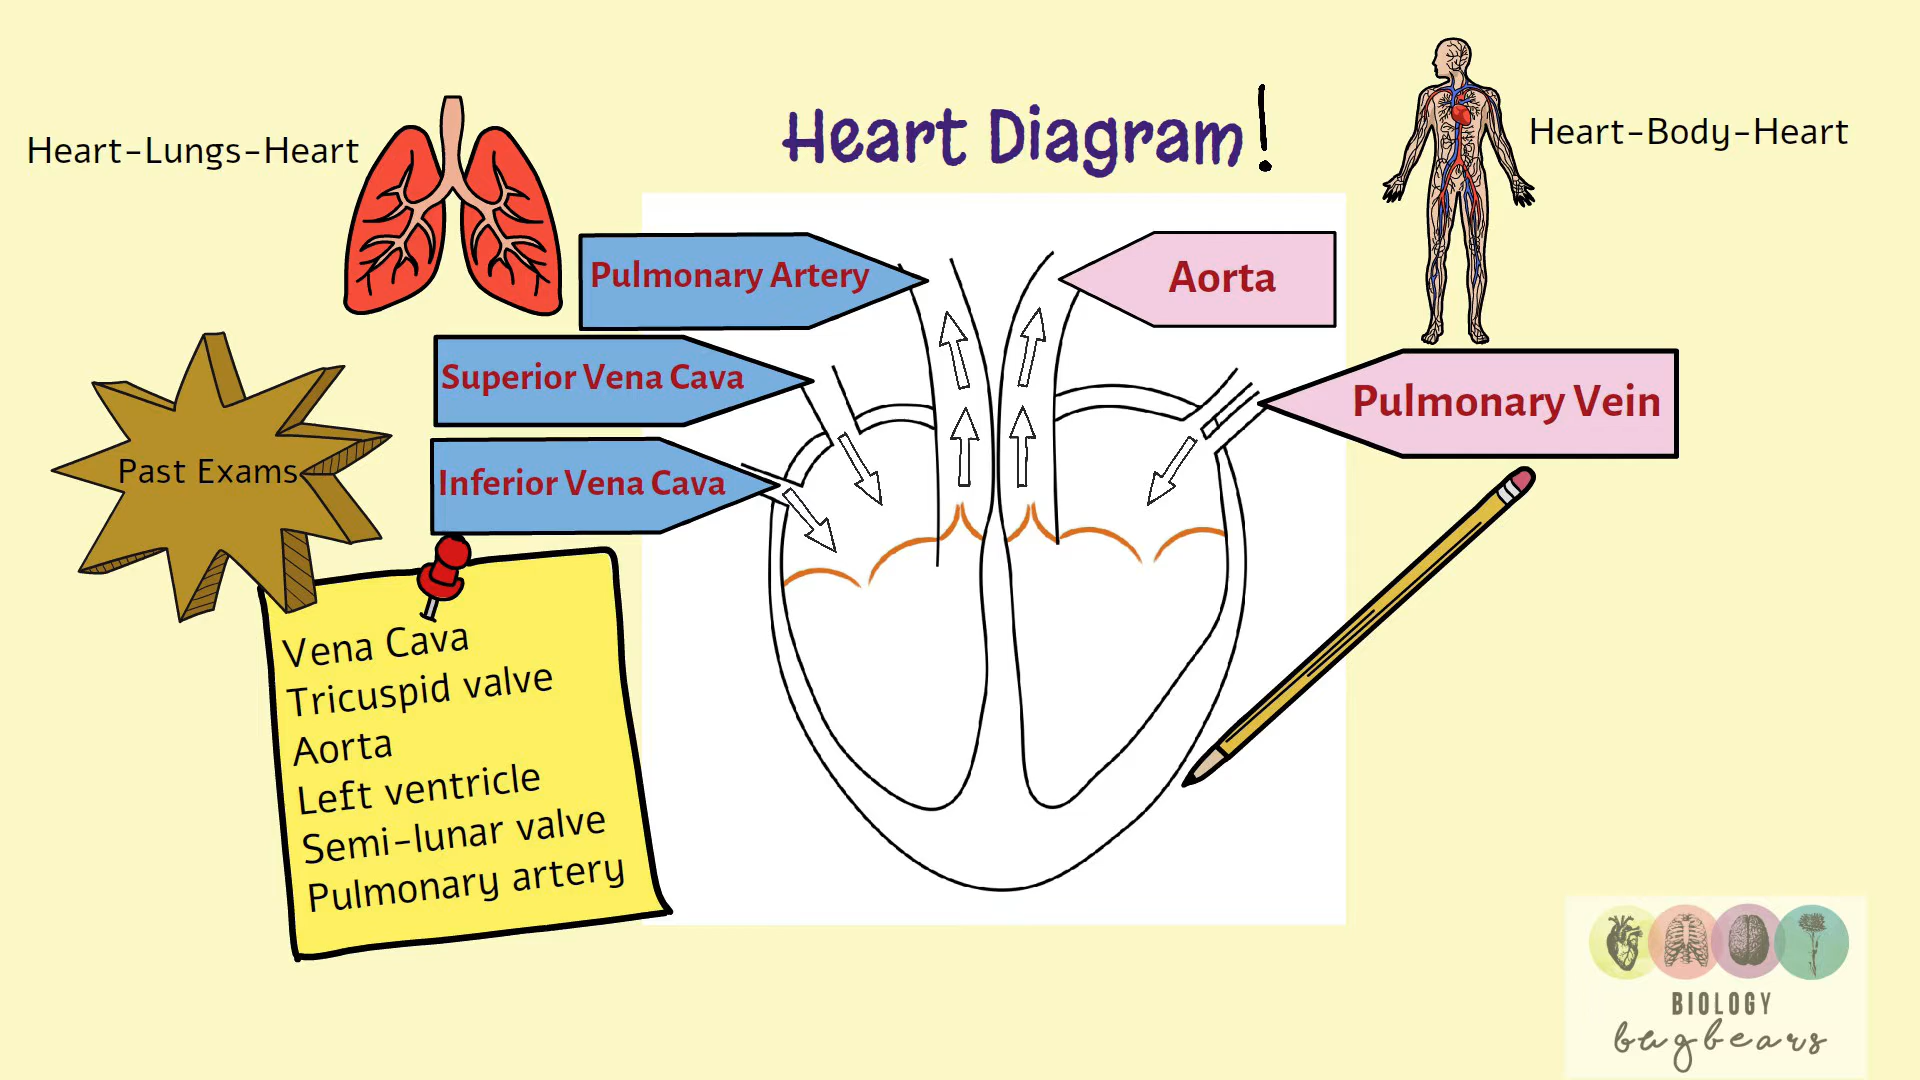 Heart Diagram!
Heart-Lungs-Heart
Heart-Body-Heart
Pulmonary Artery
Aorta
Superior Vena Cava
Pulmonary Vein
Inferior Vena Cava
Past Exams
Vena Cava
Tricuspid valve
Aorta
Left ventricle
Semi-lunar valve
Pulmonary artery
BIOLOGY
bugbears